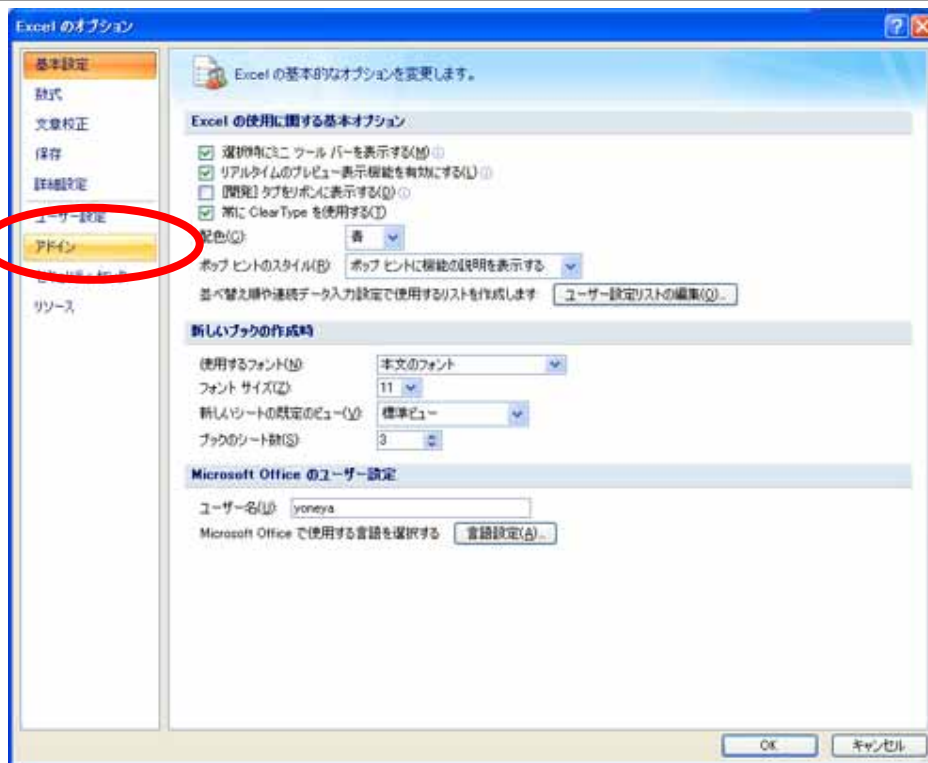 Excel のオプション
基本設定
数式
文章校正
保存
詳細設定
ユーザー設定
アドイン
リソース
Excel の基本的なオプションを変更します。
Excel の使用に関する基本オプション
選択時にミニ ツール バーを表示する(M)
リアルタイムのプレビュー表示機能を有効にする(L)
[開発] タブをリボンに表示する(D)
常に ClearType を使用する(T)
配色(C): 青
ポップ ヒントのスタイル(R): ポップ ヒントに機能の説明を表示する
並べ替え順や連続データ入力設定で使用するリストを作成します ユーザー設定リストの編集(O)...
新しいブックの作成時
使用するフォント(N): 本文のフォント
フォント サイズ(Z): 11
新しいシートの既定のビュー(V): 標準ビュー
ブックのシート数(S): 3
Microsoft Office のユーザー設定
ユーザー名(U): yoneya
Microsoft Office で使用する言語を選択する 言語設定(A)...
OK キャンセル